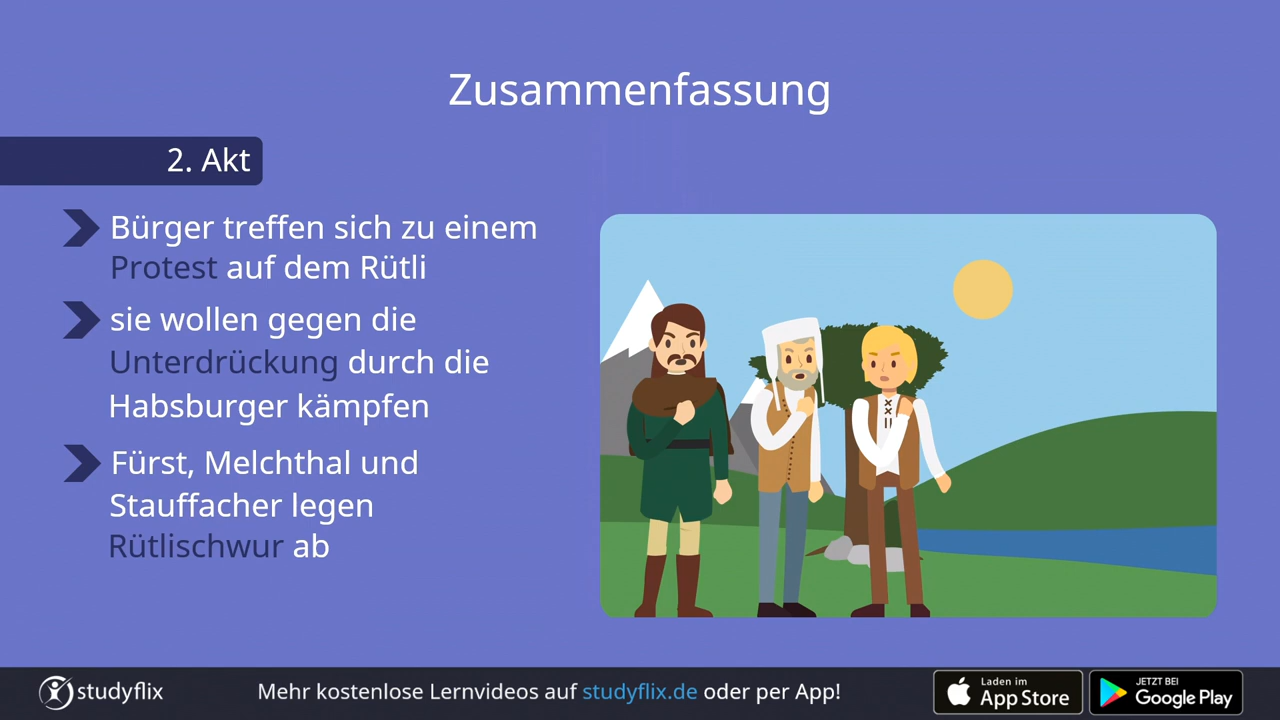 Zusammenfassung
2. Akt
Bürger treffen sich zu einem
Protest auf dem Rütli
sie wollen gegen die
Unterdrückung durch die
Habsburger kämpfen
Fürst, Melchthal und
Stauffacher legen
Rütlischwur ab
studyflix
Mehr kostenlose Lernvideos auf studyflix.de oder per App!
Laden im
App Store
JETZT BEI
Google Play